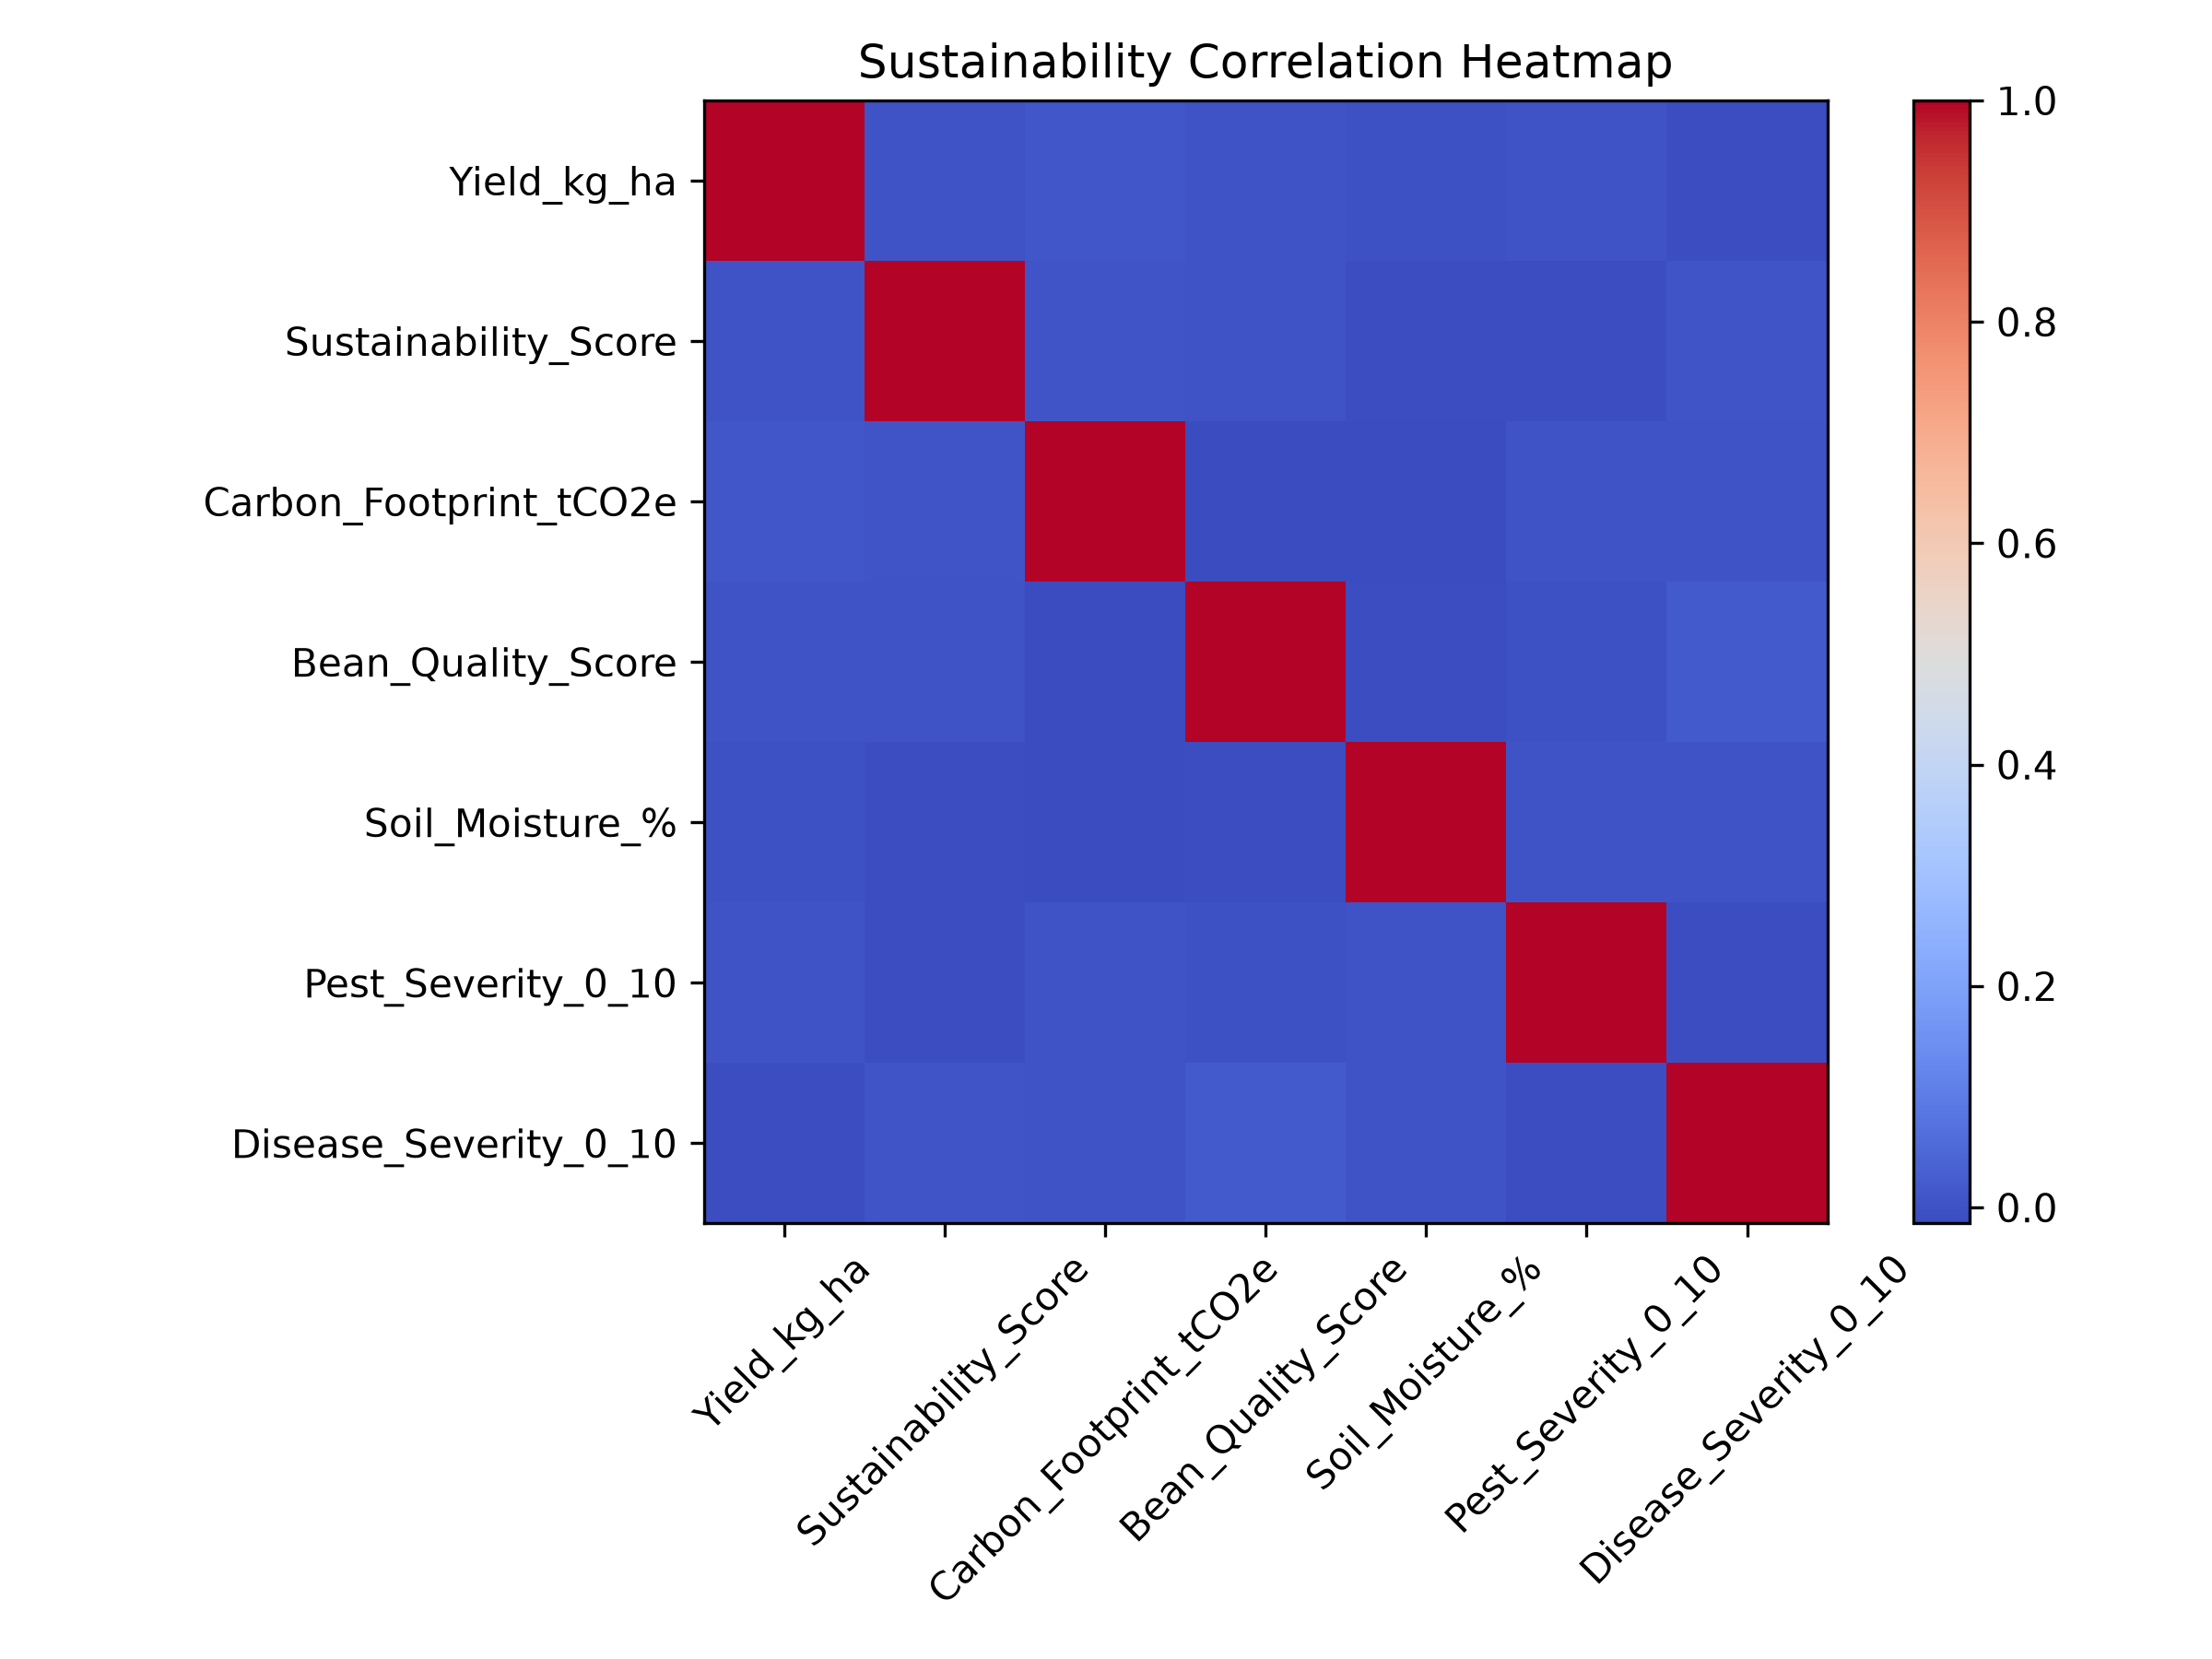 Sustainability Correlation Heatmap
Yield_kg_ha
Sustainability_Score
Carbon_Footprint_tCO2e
Bean_Quality_Score
Soil_Moisture_%
Pest_Severity_0_10
Disease_Severity_0_10
Yield_kg_ha
Sustainability_Score
Carbon_Footprint_tCO2e
Bean_Quality_Score
Soil_Moisture_%
Pest_Severity_0_10
Disease_Severity_0_10
1.0
0.8
0.6
0.4
0.2
0.0